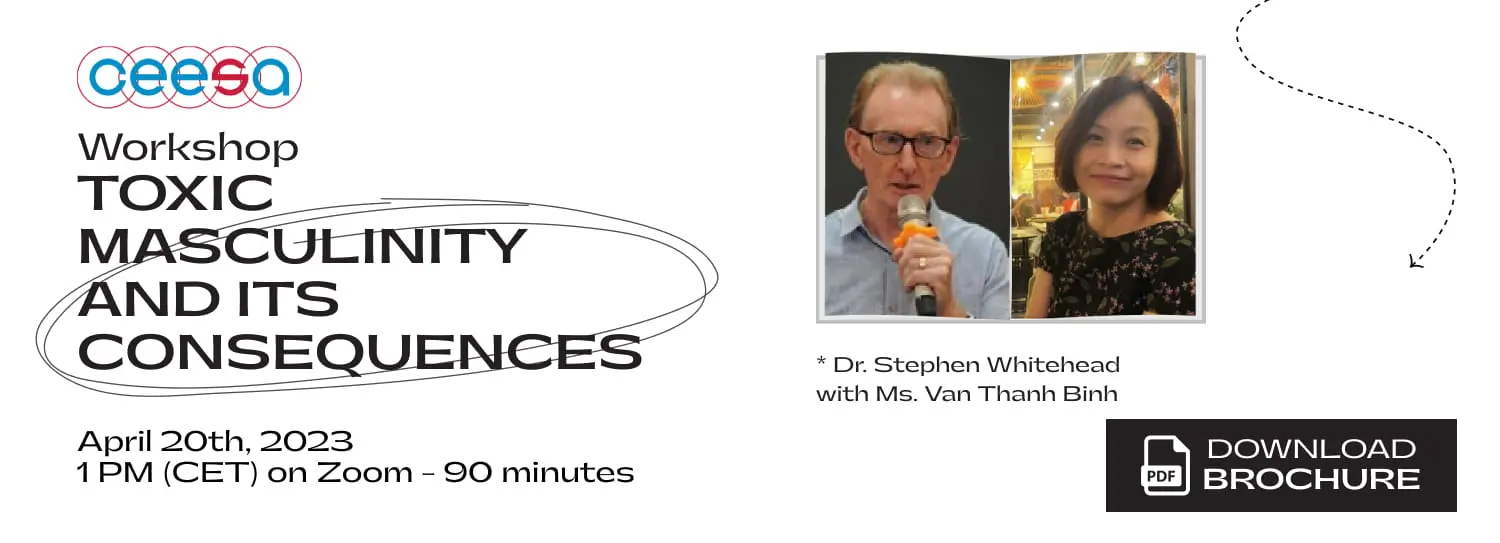 ceesa
Workshop
TOXIC
MASCULINITY
AND ITS
CONSEQUENCES
April 20th, 2023
1 PM (CET) on Zoom - 90 minutes
* Dr. Stephen Whitehead
with Ms. Van Thanh Binh
PDF
DOWNLOAD
BROCHURE